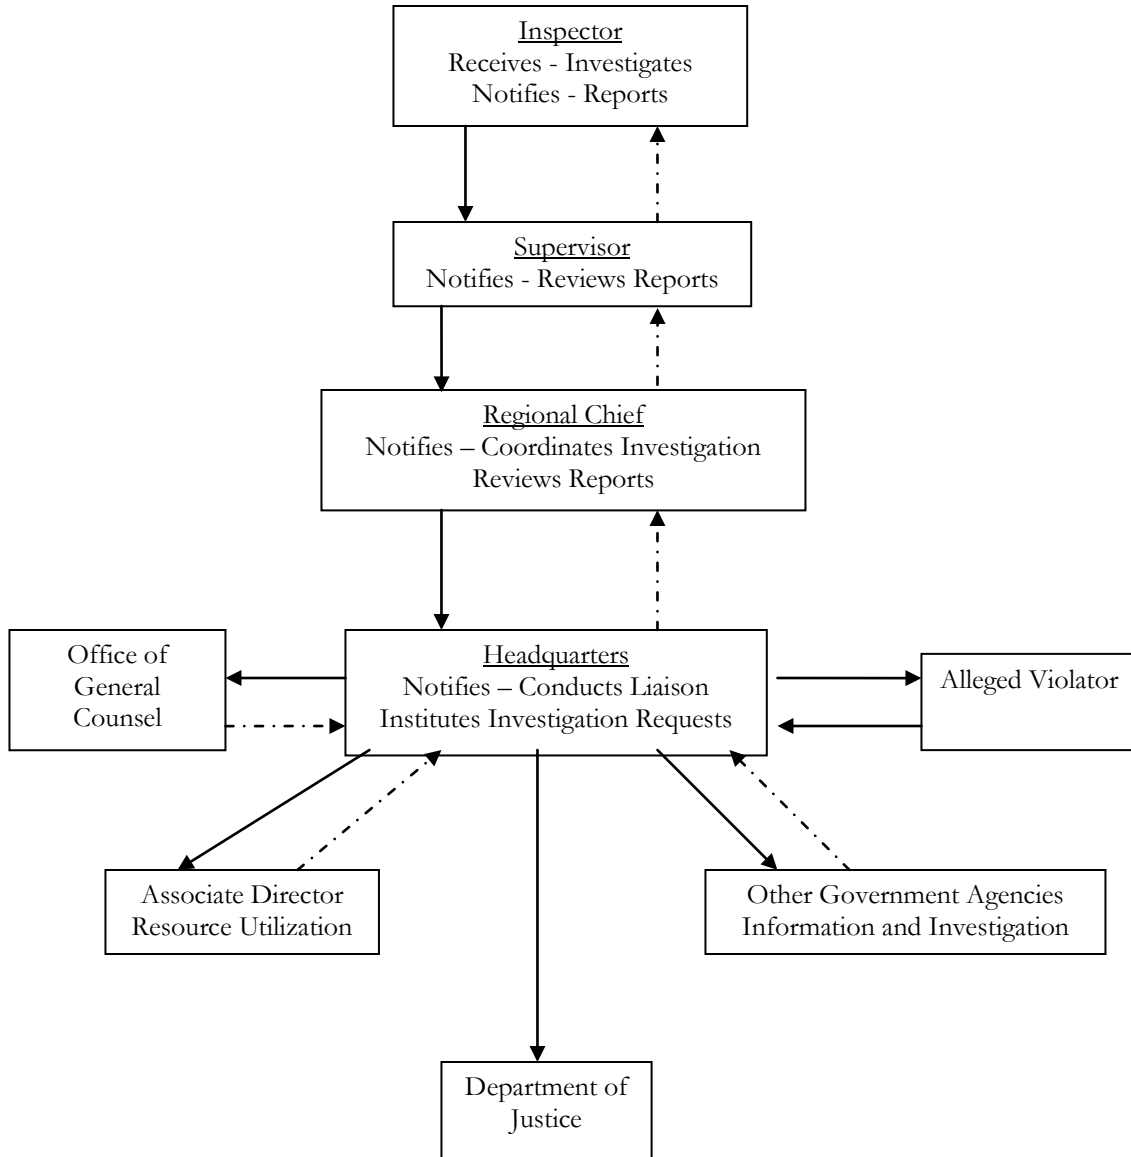 Inspector
Receives - Investigates
Notifies - Reports
Supervisor
Notifies - Reviews Reports
Regional Chief
Notifies – Coordinates Investigation
Reviews Reports
Office of
General
Counsel
Headquarters
Notifies – Conducts Liaison
Institutes Investigation Requests
Alleged Violator
Associate Director
Resource Utilization
Other Government Agencies
Information and Investigation
Department of
Justice